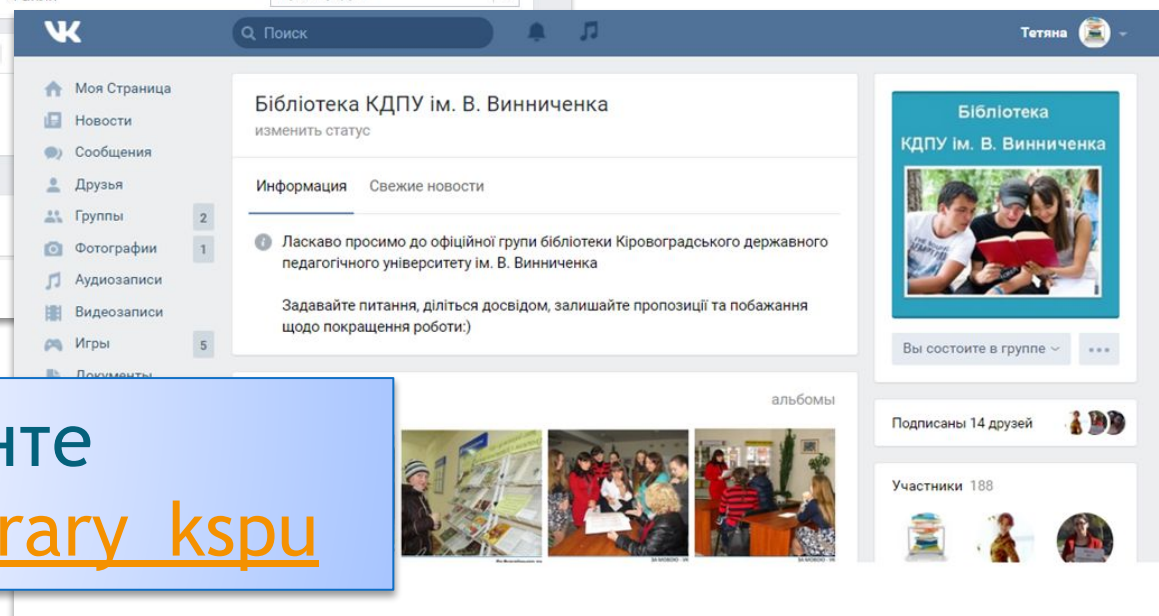 Поиск
Тетяна
Моя Страница
Новости
Сообщения
Друзья
Группы 2
Фотографии 1
Аудиозаписи
Видеозаписи
Игры 5
Документы
Бібліотека КДПУ ім. В. Винниченка
изменить статус
Информация Свежие новости
Ласкаво просимо до офіційної групи бібліотеки Кіровоградського державного
педагогічного університету ім. В. Винниченка
Задавайте питання, діліться досвідом, залишайте пропозиції та побажання
щодо покращення роботи:)
альбомы
Бібліотека
КДПУ ім. В. Винниченка
Вы состоите в группе
Подписаны 14 друзей
Участники 188
нте
rary_kspu